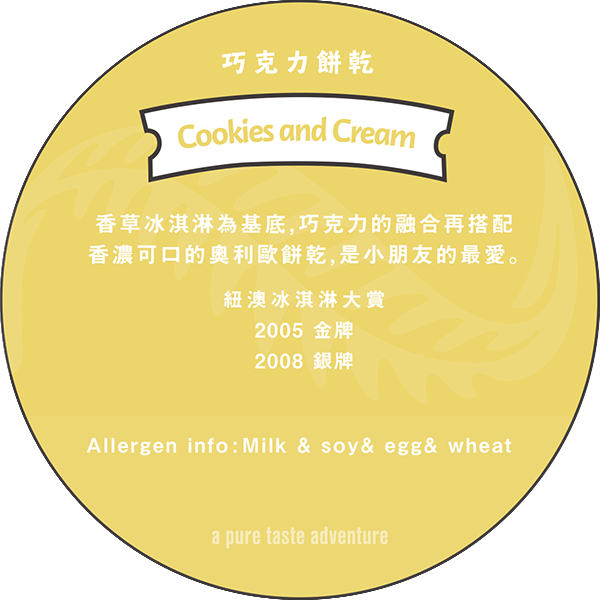 巧克力餅乾
Cookies and Cream
香草冰淇淋為基底,巧克力的融合再搭配
香濃可口的奧利歐餅乾,是小朋友的最愛。
紐澳冰淇淋大賞
2005 金牌
2008 銀牌
Allergen info:Milk & soy& egg& wheat
a pure taste adventure